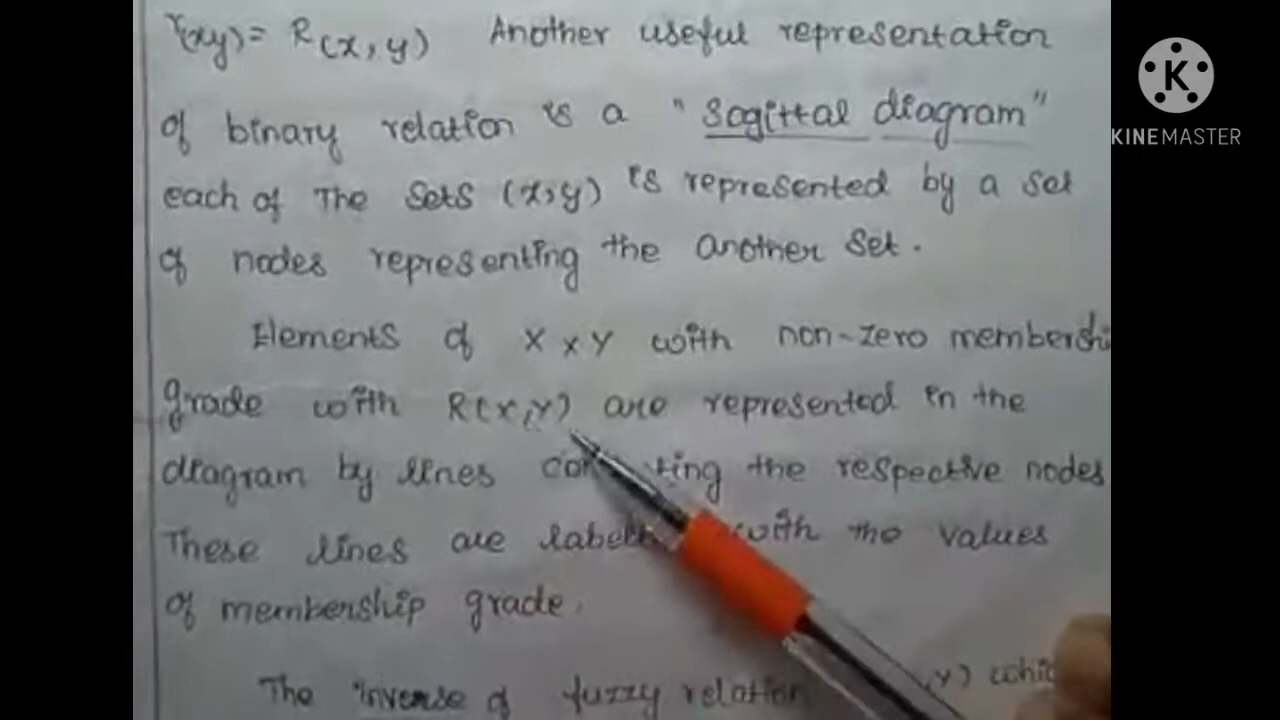 r(xy) = R(x, y) Another useful representation
of binary relation is a "Sagittal diagram"
each of The sets (x, y) is represented by a set
of nodes representing the another set.
Elements of X x Y with non-zero membershi
grade with R(X, Y) are represented in the
diagram by lines the respective nodes
These lines are with the values
of membership grade.
The inverse of fuzzy relation , Y) whic
K
KINEMASTER